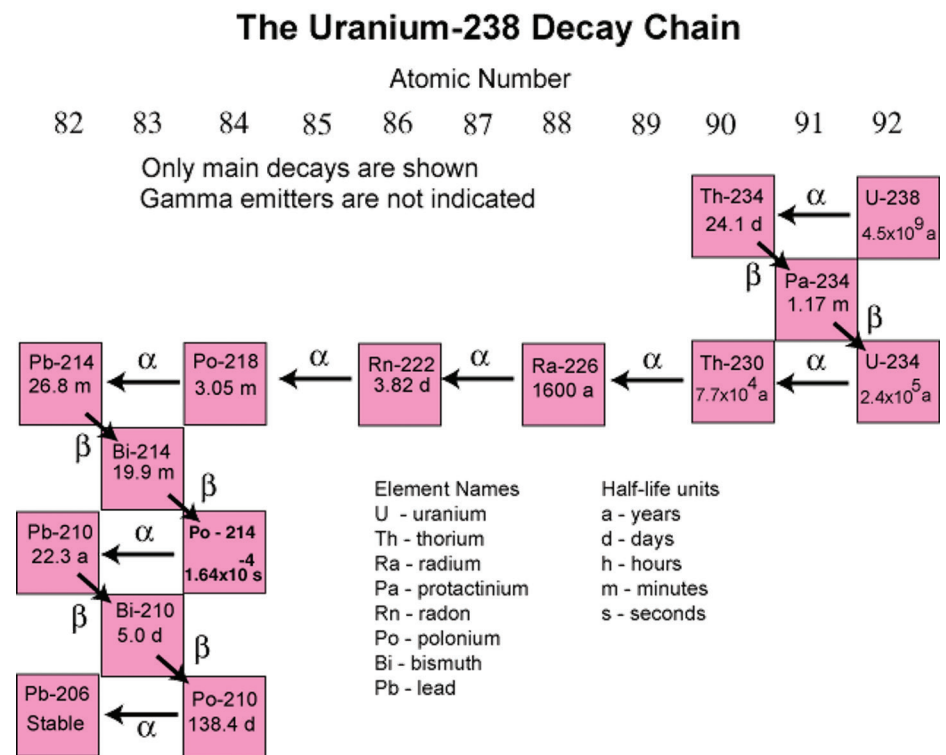 The Uranium-238 Decay Chain
Atomic Number
82 83 84 85 86 87 88 89 90 91 92
Only main decays are shown
Gamma emitters are not indicated
Th-234
24.1 d
α
U-238
4.5x10⁹ a
β
Pa-234
1.17 m
β
Pb-214
26.8 m
α
Po-218
3.05 m
α
Rn-222
3.82 d
α
Ra-226
1600 a
α
Th-230
7.7x10⁴ a
α
U-234
2.4x10⁵ a
β
Bi-214
19.9 m
β
Pb-210
22.3 a
α
Po - 214
1.64x10⁻⁴ s
β
Bi-210
5.0 d
β
Pb-206
Stable
α
Po-210
138.4 d
Element Names
U - uranium
Th - thorium
Ra - radium
Pa - protactinium
Rn - radon
Po - polonium
Bi - bismuth
Pb - lead
Half-life units
a - years
d - days
h - hours
m - minutes
s - seconds